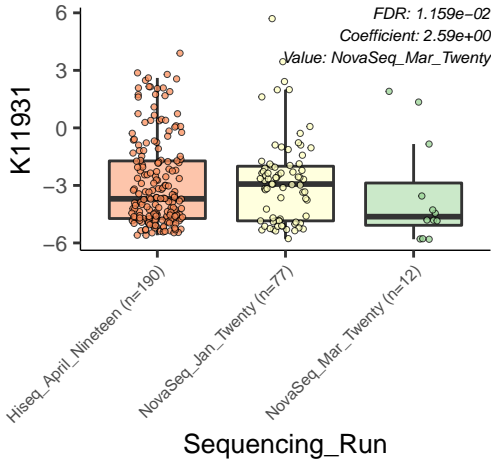 FDR: 1.159e−02
Coefficient: 2.59e+00
Value: NovaSeq_Mar_Twenty
6
3
0
−3
−6
K11931
Hiseq_April_Nineteen (n=190)
NovaSeq_Jan_Twenty (n=77)
NovaSeq_Mar_Twenty (n=12)
Sequencing_Run